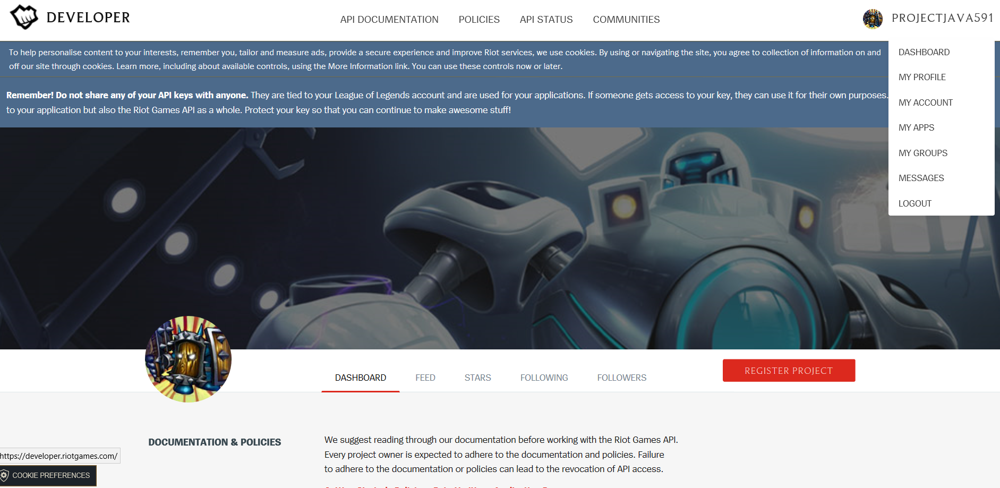 DEVELOPER
API DOCUMENTATION
POLICIES
API STATUS
COMMUNITIES
PROJECTJAVA591
To help personalise content to your interests, remember you, tailor and measure ads, provide a secure experience and improve Riot services, we use cookies. By using or navigating the site, you agree to collection of information on and
off our site through cookies. Learn more, including about available controls, using the More Information link. You can use these controls now or later.
Remember! Do not share any of your API keys with anyone. They are tied to your League of Legends account and are used for your applications. If someone gets access to your key, they can use it for their own purposes.
to your application but also the Riot Games API as a whole. Protect your key so that you can continue to make awesome stuff!
DASHBOARD
MY PROFILE
MY ACCOUNT
MY APPS
MY GROUPS
MESSAGES
LOGOUT
DASHBOARD
FEED
STARS
FOLLOWING
FOLLOWERS
REGISTER PROJECT
DOCUMENTATION & POLICIES
We suggest reading through our documentation before working with the Riot Games API.
Every project owner is expected to adhere to the documentation and policies. Failure
to adhere to the documentation or policies can lead to the revocation of API access.
https://developer.riotgames.com/
COOKIE PREFERENCES